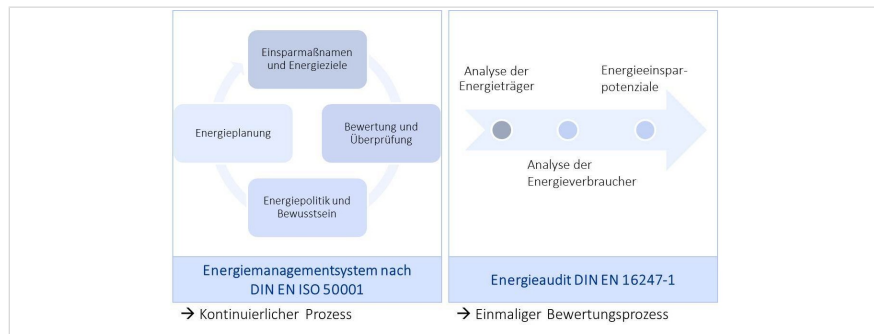 Einsparmaßnamen
und Energieziele
Energieplanung
Bewertung und
Überprüfung
Energiepolitik und
Bewusstsein
Energiemanagementsystem nach
DIN EN ISO 50001
→ Kontinuierlicher Prozess
Analyse der
Energieträger
Energieeinspar-
potenziale
Analyse der
Energieverbraucher
Energieaudit DIN EN 16247-1
→ Einmaliger Bewertungsprozess